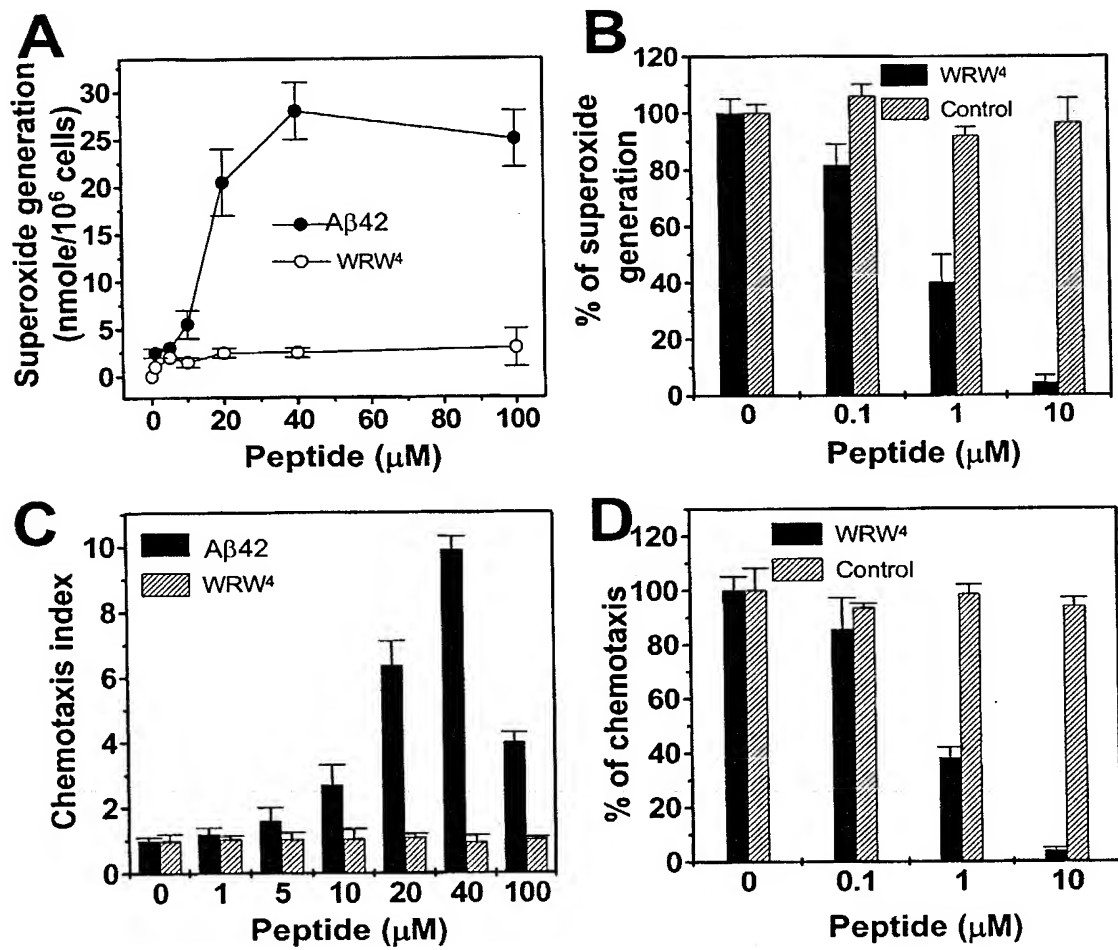 A
Superoxide generation
(nmole/10⁶ cells)
30
25
20
15
10
5
0
Aβ42
WRW⁴
0 20 40 60 80 100
Peptide (μM)
B
% of superoxide
generation
120
100
80
60
40
20
0
WRW⁴
Control
0 0.1 1 10
Peptide (μM)
C
Chemotaxis index
10
8
6
4
2
0
Aβ42
WRW⁴
0 1 5 10 20 40 100
Peptide (μM)
D
% of chemotaxis
120
100
80
60
40
20
0
WRW⁴
Control
0 0.1 1 10
Peptide (μM)